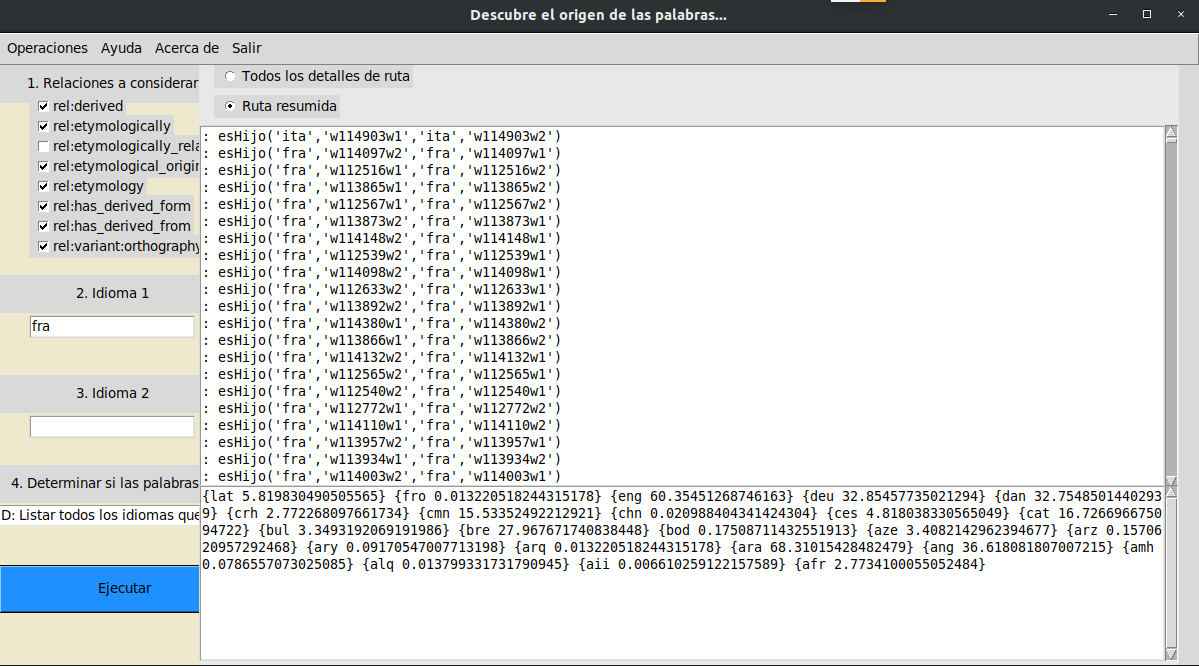 Descubre el origen de las palabras...
Operaciones Ayuda Acerca de Salir
1. Relaciones a considerar
rel:derived
rel:etymologically
rel:etymologically_rela
rel:etymological_origin
rel:etymology
rel:has_derived_form
rel:has_derived_from
rel:variant:orthography
2. Idioma 1
fra
3. Idioma 2
4. Determinar si las palabras
D: Listar todos los idiomas que
Ejecutar
Todos los detalles de ruta
Ruta resumida
: esHijo('ita','w114903w1','ita','w114903w2')
: esHijo('fra','w114097w2','fra','w114097w1')
: esHijo('fra','w112516w1','fra','w112516w2')
: esHijo('fra','w113865w1','fra','w113865w2')
: esHijo('fra','w112567w1','fra','w112567w2')
: esHijo('fra','w113873w2','fra','w113873w1')
: esHijo('fra','w114148w2','fra','w114148w1')
: esHijo('fra','w112539w2','fra','w112539w1')
: esHijo('fra','w114098w2','fra','w114098w1')
: esHijo('fra','w112633w2','fra','w112633w1')
: esHijo('fra','w113892w2','fra','w113892w1')
: esHijo('fra','w114380w1','fra','w114380w2')
: esHijo('fra','w113866w1','fra','w113866w2')
: esHijo('fra','w114132w2','fra','w114132w1')
: esHijo('fra','w112565w2','fra','w112565w1')
: esHijo('fra','w112540w2','fra','w112540w1')
: esHijo('fra','w112772w1','fra','w112772w2')
: esHijo('fra','w114110w1','fra','w114110w2')
: esHijo('fra','w113957w2','fra','w113957w1')
: esHijo('fra','w113934w1','fra','w113934w2')
: esHijo('fra','w114003w2','fra','w114003w1')
{lat 5.819830490505565} {fro 0.013220518244315178} {eng 60.35451268746163} {deu 32.85457735021294} {dan 32.7548501440293
9} {crh 2.772268097661734} {cmn 15.53352492212921} {chn 0.020988404341424304} {ces 4.818038330565049} {cat 16.7266966750
94722} {bul 3.34931920691919​86} {bre 27.967671740838448} {bod 0.17508711432551913} {aze 3.4082142962394677} {arz 0.15706
20957292468} {ary 0.09170547007713198} {arq 0.013220518244315178} {ara 68.31015428482479} {ang 36.618081807007215} {amh
0.0786557073025085} {alq 0.013799331731790945} {aii 0.006610259122157589} {afr 2.7734100055052484}